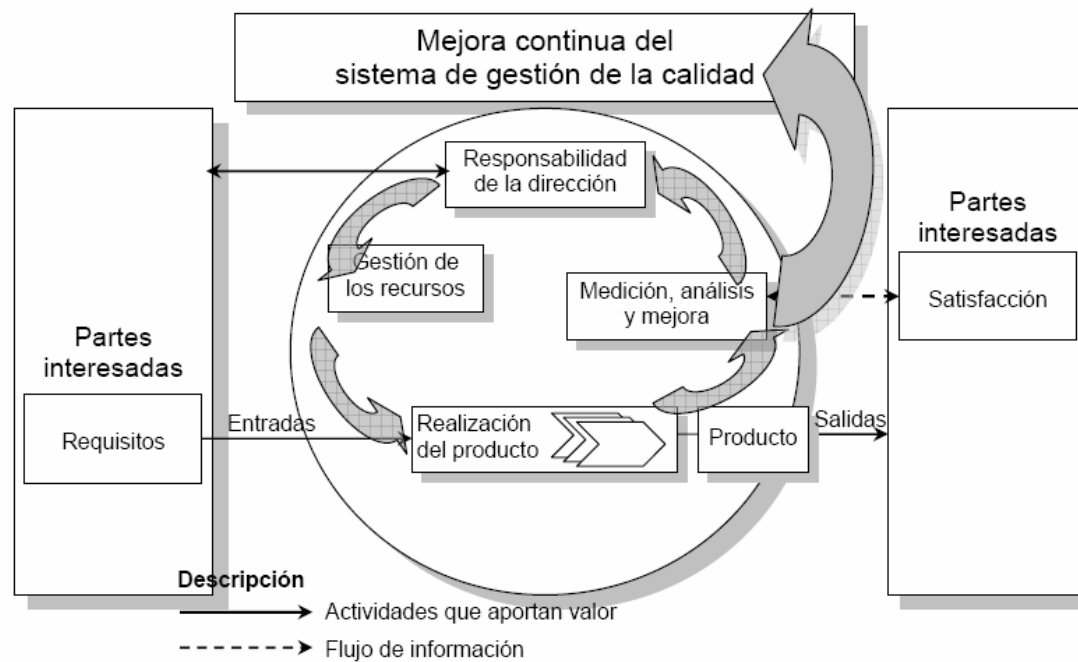 Mejora continua del
sistema de gestión de la calidad
Responsabilidad
de la dirección
Partes
interesadas
Gestión de
los recursos
Medición, análisis
y mejora
Satisfacción
Partes
interesadas
Requisitos
Entradas
Realización
del producto
Producto
Salidas
Descripción
Actividades que aportan valor
Flujo de información